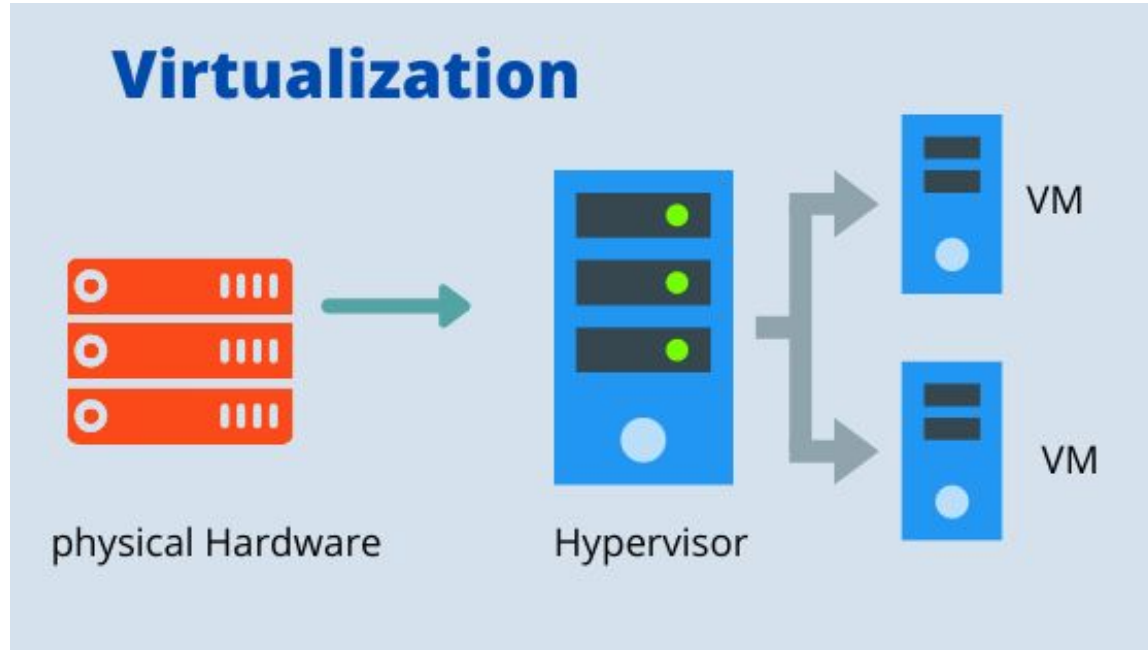 Virtualization
VM
VM
physical Hardware
Hypervisor